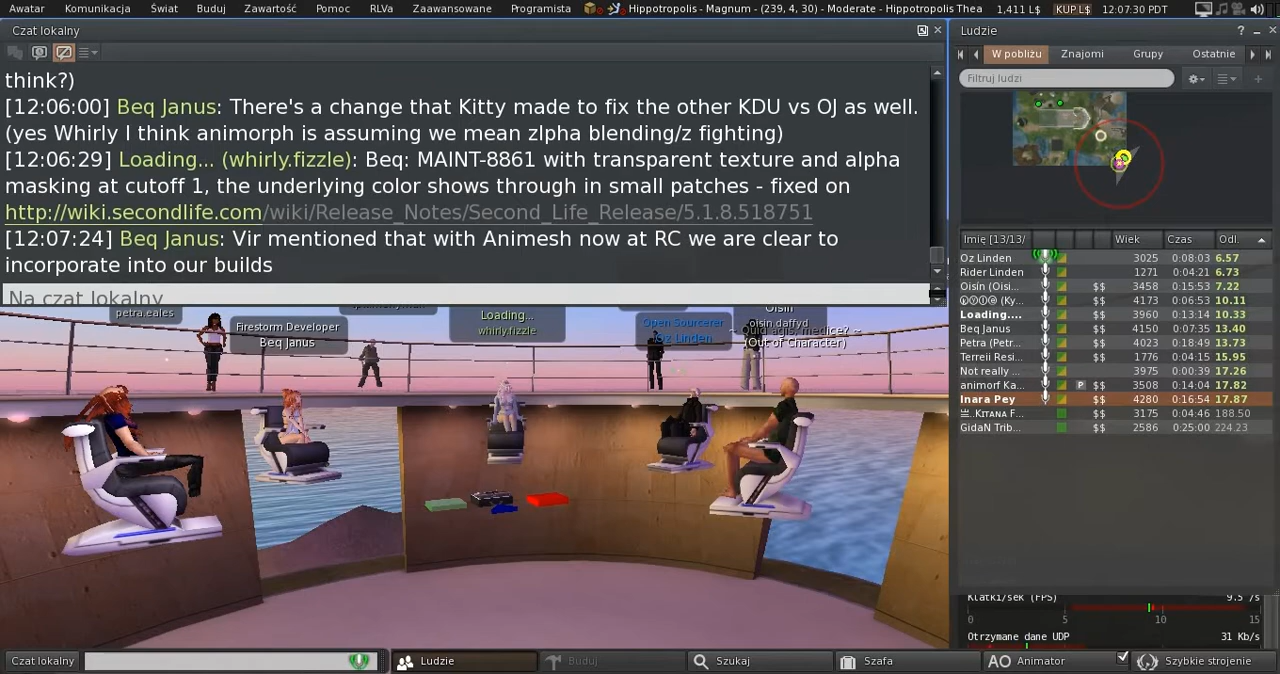 Awatar Komunikacja Świat Buduj Zawartość Pomoc RLVa Zaawansowane Programista Hippotropolis - Magnum - (239, 4, 30) - Moderate - Hippotropolis Thea 1,411 L$ KUP L$ 12:07:30 PDT
Czat lokalny
think?)
[12:06:00] Beq Janus: There's a change that Kitty made to fix the other KDU vs OJ as well.
(yes Whirly I think animorph is assuming we mean zlpha blending/z fighting)
[12:06:29] Loading... (whirly.fizzle): Beq: MAINT-8861 with transparent texture and alpha
masking at cutoff 1, the underlying color shows through in small patches - fixed on
http://wiki.secondlife.com/wiki/Release_Notes/Second_Life_Release/5.1.8.518751
[12:07:24] Beq Janus: Vir mentioned that with Animesh now at RC we are clear to
incorporate into our builds
Na czat lokalny
petra.eales
Firestorm Developer
Beq Janus
Loading...
whirly.fizzle
Open Sourcerer
Oz Linden
Oisin
oisin daffyd
~ Quid agis, medice? ~
(Out of Character)
Ludzie
W pobliżu Znajomi Grupy Ostatnie
Filtruj ludzi
Imię [13/13/ Wiek Czas Odl.
Oz Linden 3025 0:08:03 6.57
Rider Linden 1271 0:04:21 6.73
Oisín (Oisi... $$ 3458 0:15:53 7.22
(Ky... $$ 4173 0:06:53 10.11
Loading.... $$ 3960 0:13:14 10.33
Beq Janus $$ 4150 0:07:35 13.40
Petra (Petr... $$ 4023 0:18:49 13.73
Terreii Resi... $$ 1776 0:04:15 15.95
Not really ... 3975 0:00:39 17.26
animorf Ka... P $$ 3508 0:14:04 17.82
Inara Pey $$ 4280 0:16:54 17.87
..Kɪᴛᴀɴᴀ F... $$ 3175 0:04:46 188.50
GidaN Trib... $$ 2586 0:25:00 224.23
Klatki/sek (FPS) 9.5 /s
0 5 10 15
Otrzymane dane UDP 31 Kb/s
Czat lokalny Ludzie Buduj Szukaj Szafa AO Animator Szybkie strojenie